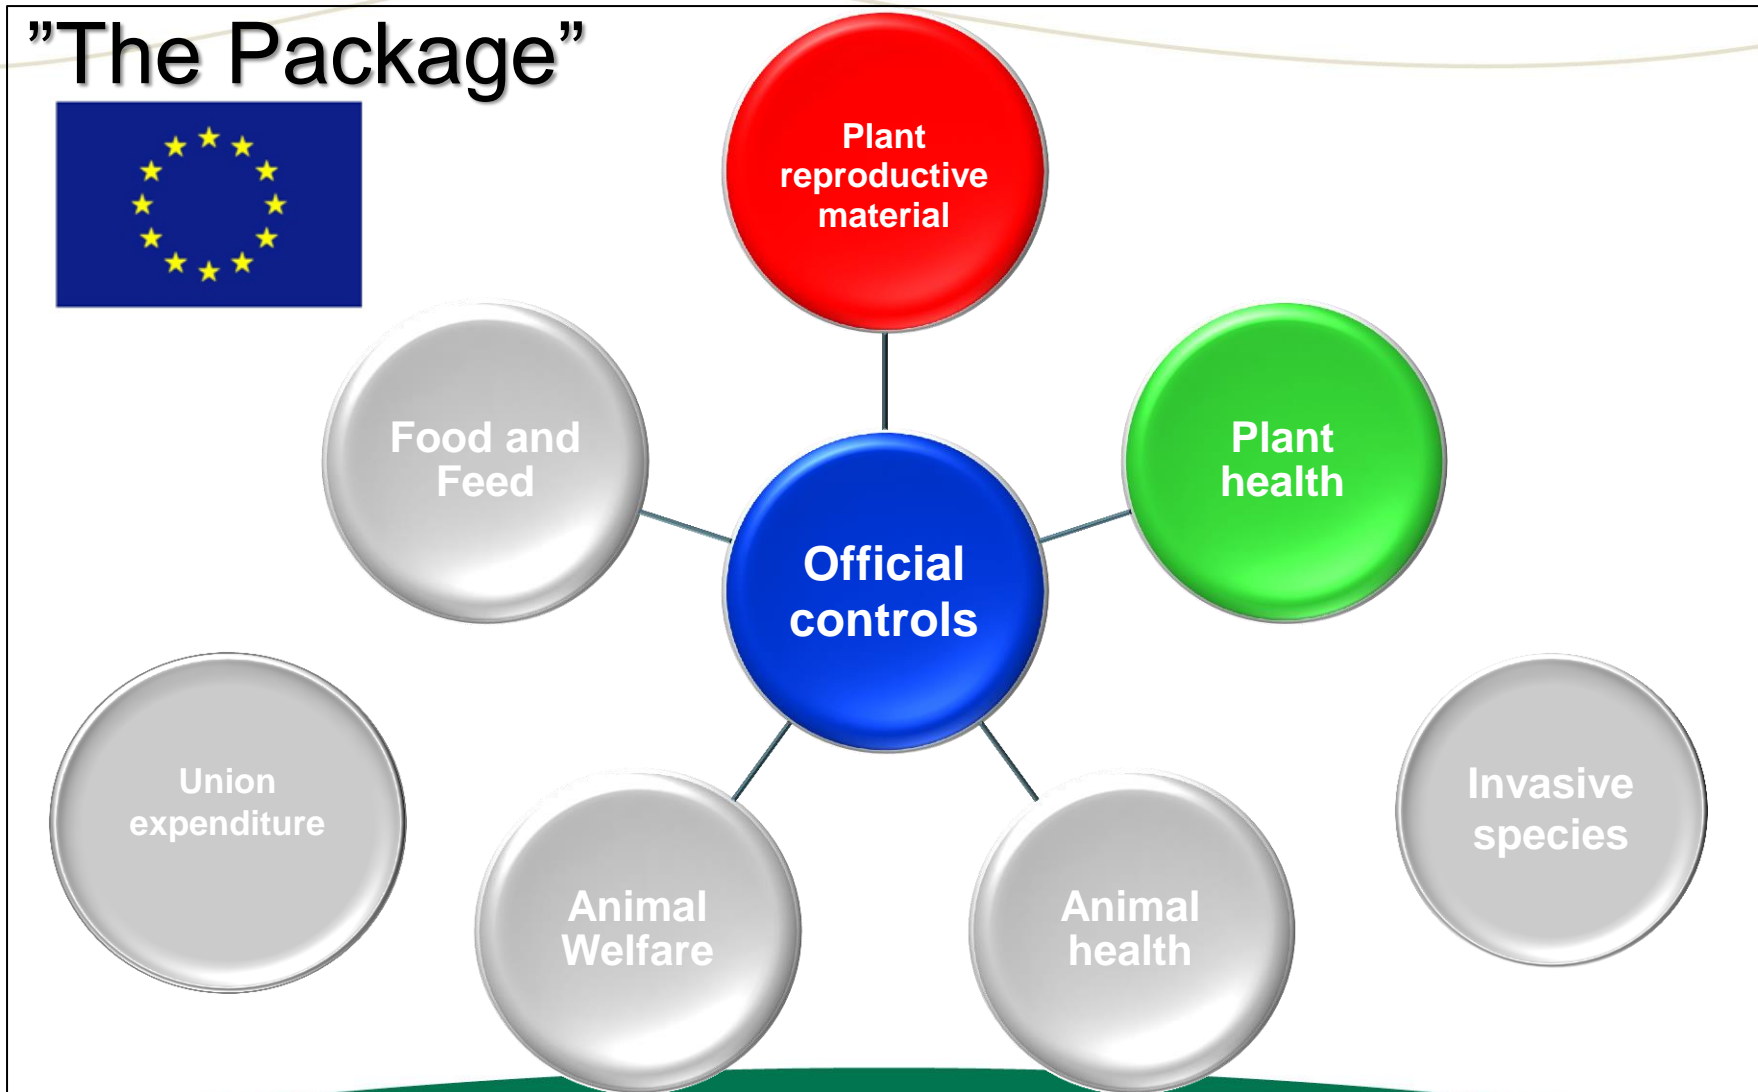 ”The Package”
Plant
reproductive
material
Food and
Feed
Plant
health
Official
controls
Union
expenditure
Invasive
species
Animal
Welfare
Animal
health